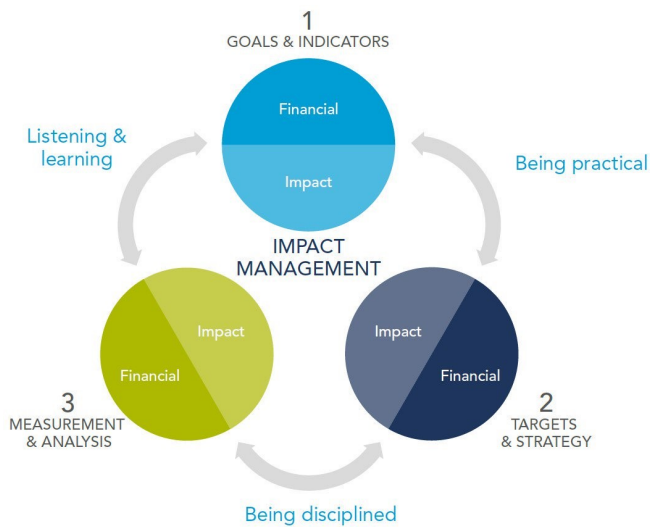 1
GOALS & INDICATORS
Financial
Impact
Listening &
learning
Being practical
IMPACT
MANAGEMENT
Impact
Financial
3
MEASUREMENT
& ANALYSIS
Impact
Financial
2
TARGETS
& STRATEGY
Being disciplined